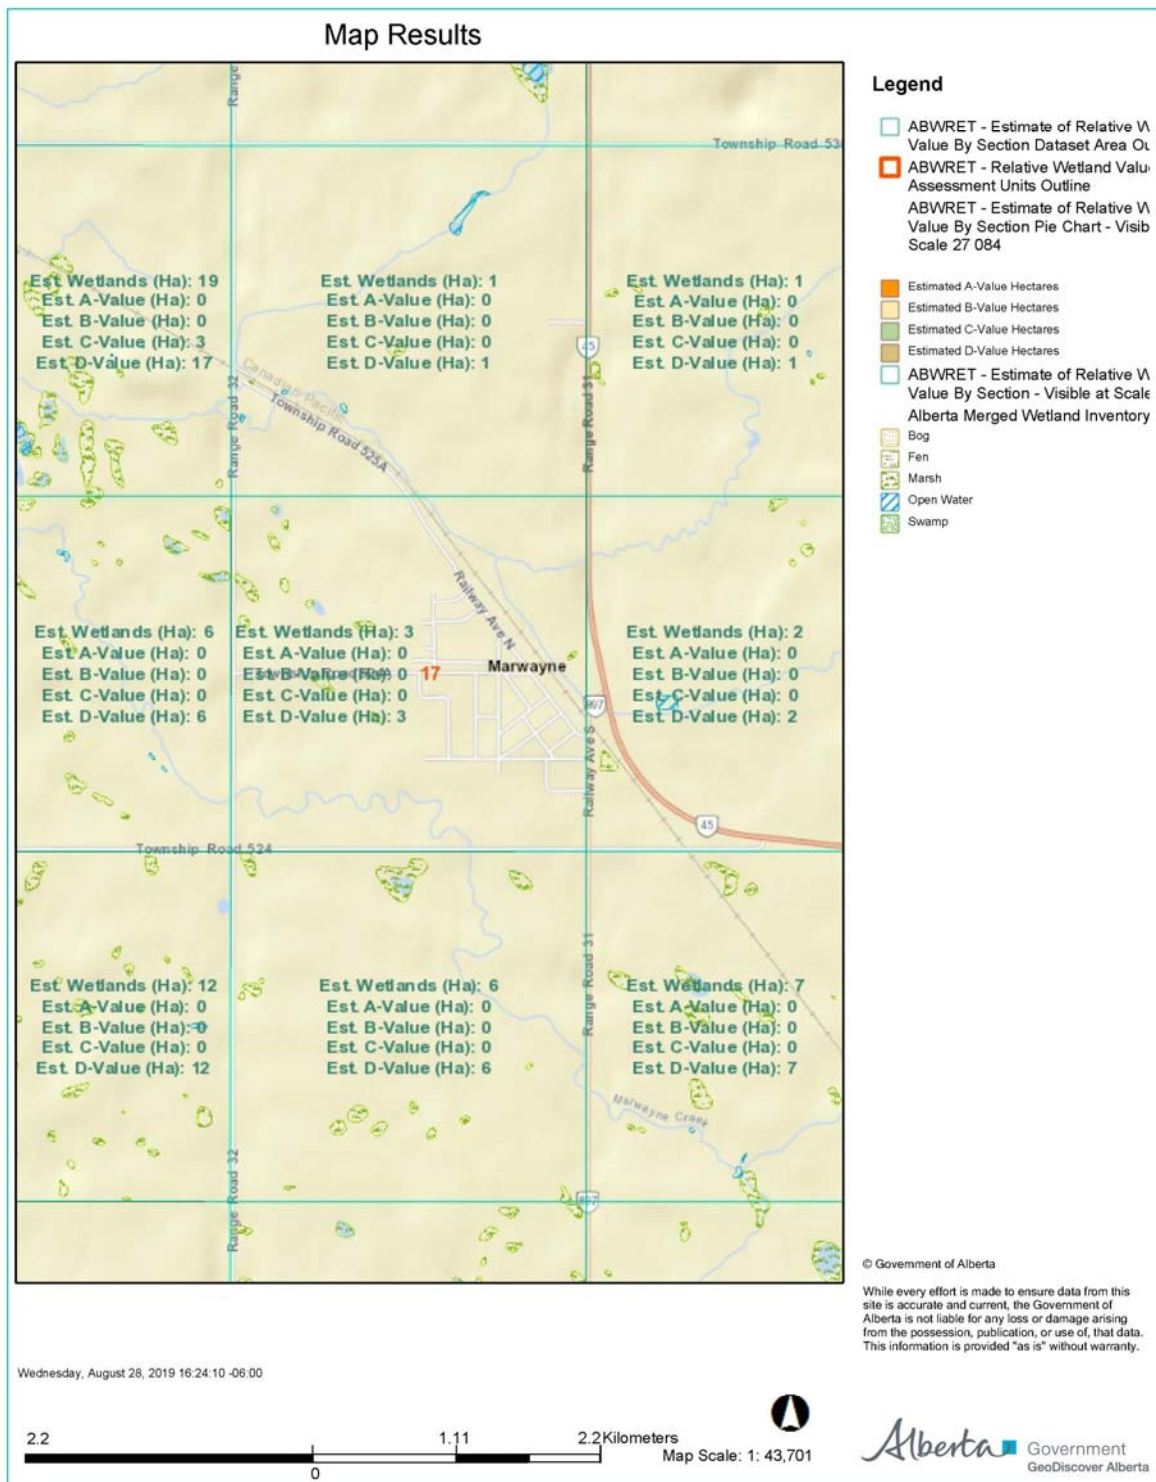 Map Results
Range
Township Road 53
Est. Wetlands (Ha): 19
Est. A-Value (Ha): 0
Est. B-Value (Ha): 0
Est. C-Value (Ha): 3
Est. D-Value (Ha): 17
Est. Wetlands (Ha): 1
Est. A-Value (Ha): 0
Est. B-Value (Ha): 0
Est. C-Value (Ha): 0
Est. D-Value (Ha): 1
Est. Wetlands (Ha): 1
Est. A-Value (Ha): 0
Est. B-Value (Ha): 0
Est. C-Value (Ha): 0
Est. D-Value (Ha): 1
45
Canadian Pacific
Township Road 525A
Range Road 32
Range Road 31
Railway Ave N
Est. Wetlands (Ha): 6
Est. A-Value (Ha): 0
Est. B-Value (Ha): 0
Est. C-Value (Ha): 0
Est. D-Value (Ha): 6
Est. Wetlands (Ha): 3
Est. A-Value (Ha): 0
Est. B-Value (Ha): 0
Est. C-Value (Ha): 0
Est. D-Value (Ha): 3
17
Marwayne
Est. Wetlands (Ha): 2
Est. A-Value (Ha): 0
Est. B-Value (Ha): 0
Est. C-Value (Ha): 0
Est. D-Value (Ha): 2
897
Railway Ave S
45
Township Road 524
Range Road 31
Est. Wetlands (Ha): 12
Est. A-Value (Ha): 0
Est. B-Value (Ha): 0
Est. C-Value (Ha): 0
Est. D-Value (Ha): 12
Est. Wetlands (Ha): 6
Est. A-Value (Ha): 0
Est. B-Value (Ha): 0
Est. C-Value (Ha): 0
Est. D-Value (Ha): 6
Est. Wetlands (Ha): 7
Est. A-Value (Ha): 0
Est. B-Value (Ha): 0
Est. C-Value (Ha): 0
Est. D-Value (Ha): 7
Marwayne Creek
Range Road 32
897
Legend
ABWRET - Estimate of Relative
Value By Section Dataset Area
ABWRET - Relative Wetland
Assessment Units Outline
ABWRET - Estimate of Relative
Value By Section Pie Chart -
Scale 27 084
Estimated A-Value Hectares
Estimated B-Value Hectares
Estimated C-Value Hectares
Estimated D-Value Hectares
ABWRET - Estimate of Relative
Value By Section - Visible at Scale
Alberta Merged Wetland Inventory
Bog
Fen
Marsh
Open Water
Swamp
© Government of Alberta
While every effort is made to ensure data from this
site is accurate and current, the Government of
Alberta is not liable for any loss or damage arising
from the possession, publication, or use of, that data.
This information is provided "as is" without warranty.
Wednesday, August 28, 2019 16:24:10 -06:00
2.2
1.11
2.2 Kilometers
0
Map Scale: 1: 43,701
Alberta Government
GeoDiscover Alberta